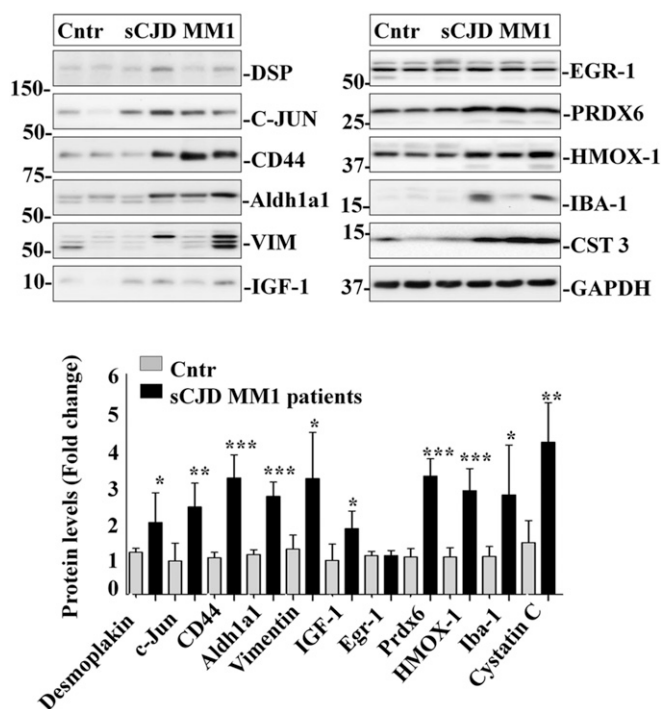 Cntr sCJD MM1
-DSP
150-
-C-JUN
50-
-CD44
75-
-Aldh1a1
50-
-VIM
50-
10-
-IGF-1
Cntr sCJD MM1
-EGR-1
50-
-PRDX6
25-
-HMOX-1
37-
-IBA-1
15-
15-
-CST 3
37-
-GAPDH
Protein levels (Fold change)
6
5
4
3
2
1
0
Cntr
sCJD MM1 patients
* ** *** *** * * *** *** * **
Desmoplakin
c-Jun
CD44
Aldh1a1
Vimentin
IGF-1
Egr-1
Prdx6
HMOX-1
Iba-1
Cystatin C